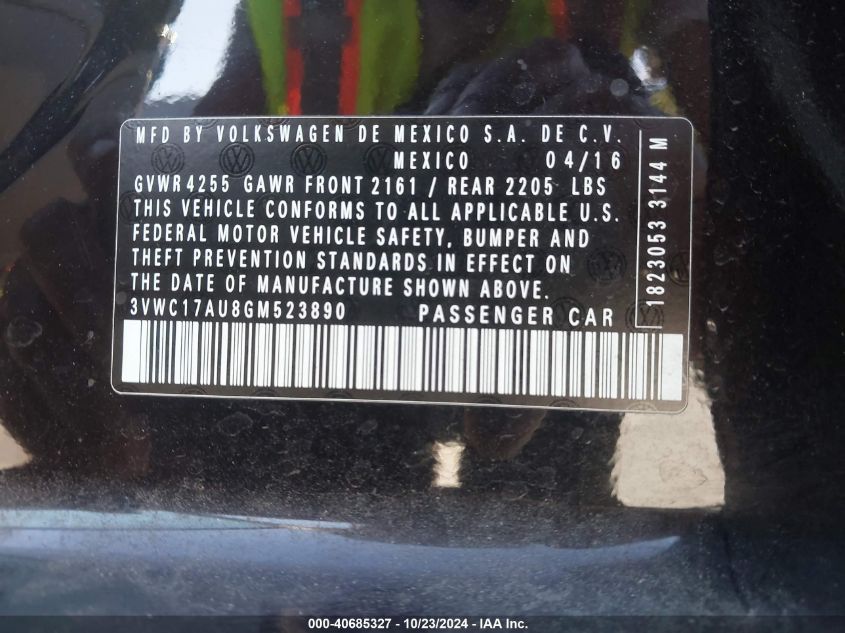 MFD BY VOLKSWAGEN DE MEXICO S.A. DE C.V.
MEXICO 04/16
GVWR 4255 GAWR FRONT 2161 / REAR 2205 LBS
THIS VEHICLE CONFORMS TO ALL APPLICABLE U.S.
FEDERAL MOTOR VEHICLE SAFETY, BUMPER AND
THEFT PREVENTION STANDARDS IN EFFECT ON
THE DATE OF MANUFACTURE SHOWN ABOVE.
3VWC17AU8GM523890 PASSENGER CAR
1823053 3144 M
000-40685327 - 10/23/2024 - IAA Inc.